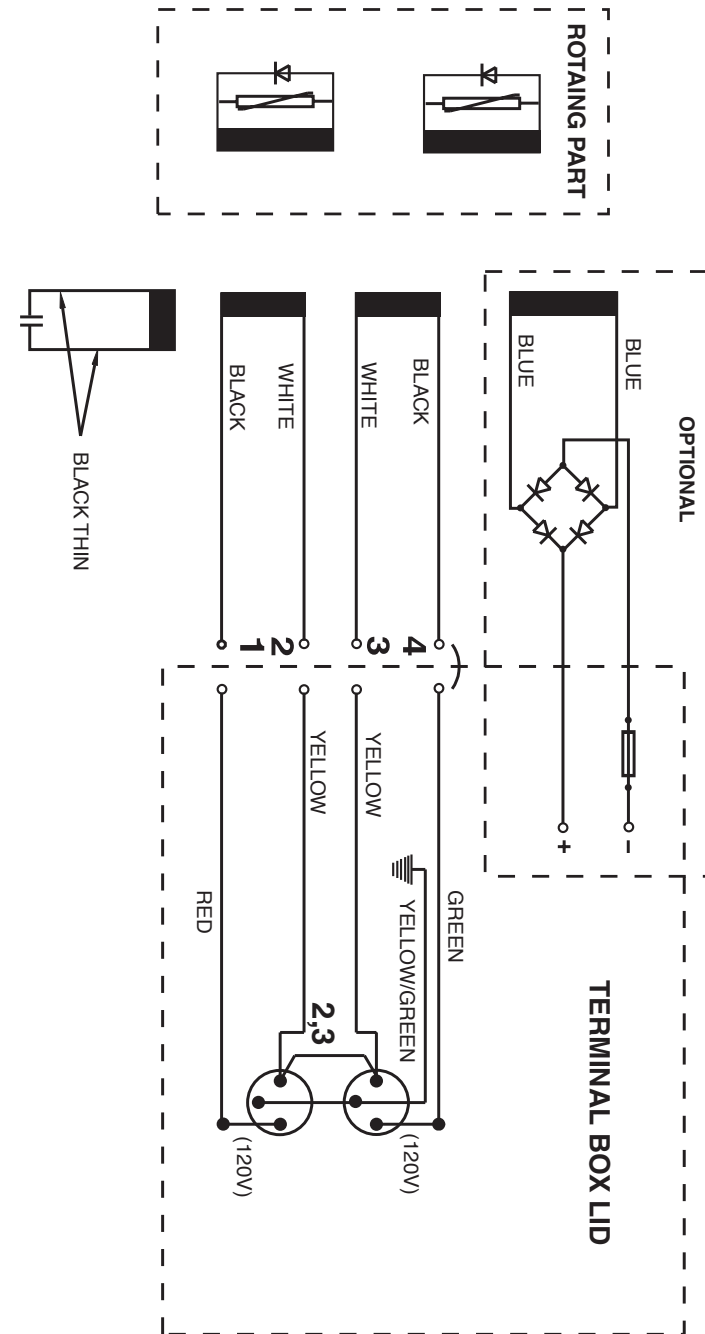 ROTAING PART
OPTIONAL
BLUE
BLUE
BLACK
WHITE
WHITE
BLACK
BLACK THIN
4
3
2
1
+
-
GREEN
YELLOW/GREEN
YELLOW
YELLOW
RED
2,3
(120V)
(120V)
TERMINAL BOX LID